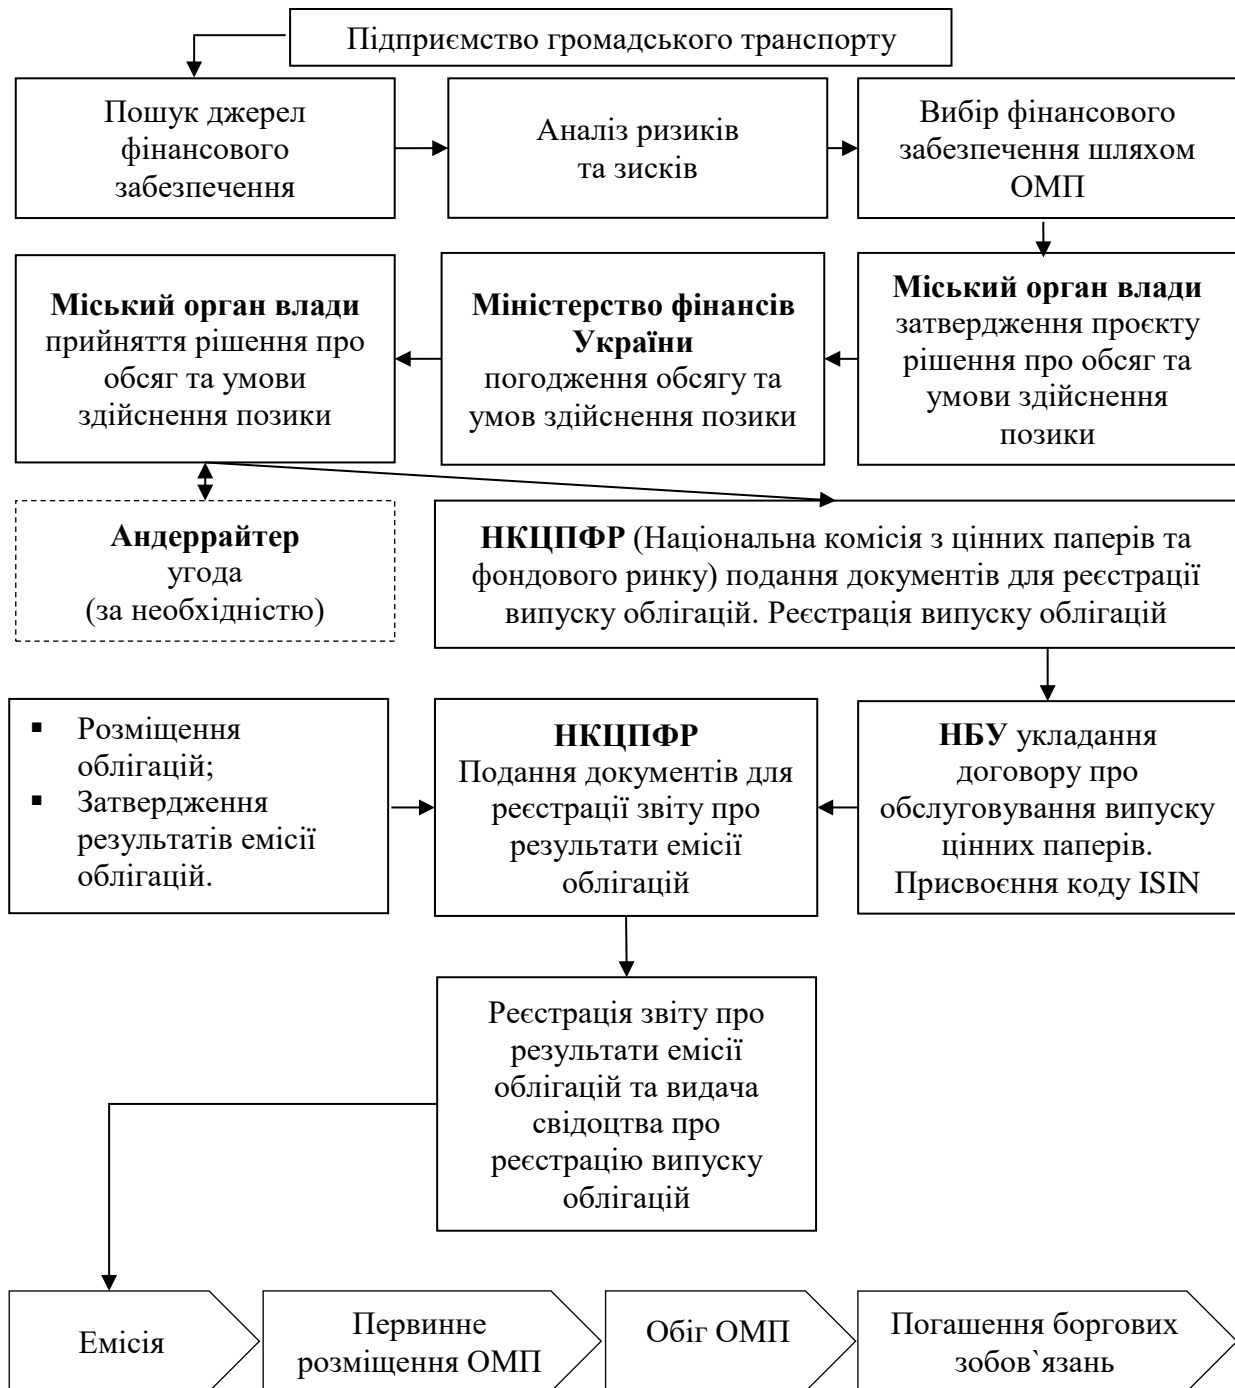 Підприємство громадського транспорту
Пошук джерел
фінансового
забезпечення
Аналіз ризиків
та зисків
Вибір фінансового
забезпечення шляхом
ОМП
Міський орган влади
прийняття рішення про
обсяг та умови
здійснення позики
Міністерство фінансів
України
погодження обсягу та
умов здійснення позики
Міський орган влади
затвердження проєкту
рішення про обсяг та
умови здійснення
позики
Андеррайтер
угода
(за необхідністю)
НКЦПФР (Національна комісія з цінних паперів та
фондового ринку) подання документів для реєстрації
випуску облігацій. Реєстрація випуску облігацій
▪ Розміщення
облігацій;
▪ Затвердження
результатів емісії
облігацій.
НКЦПФР
Подання документів для
реєстрації звіту про
результати емісії
облігацій
НБУ укладання
договору про
обслуговування випуску
цінних паперів.
Присвоєння коду ISIN
Реєстрація звіту про
результати емісії
облігацій та видача
свідоцтва про
реєстрацію випуску
облігацій
Емісія
Первинне
розміщення ОМП
Обіг ОМП
Погашення боргових
зобов`язань